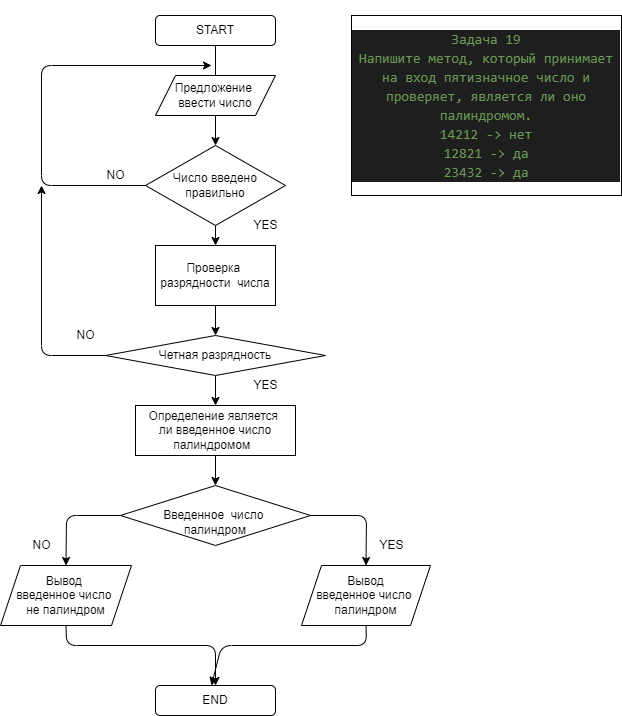 START
Задача 19
Напишите метод, который принимает
на вход пятизначное число и
проверяет, является ли оно
палиндромом.
14212 -> нет
12821 -> да
23432 -> да
Предложение
ввести число
Число введено
правильно
NO
YES
Проверка
разрядности числа
Четная разрядность
NO
YES
Определение является
ли введенное число
палиндромом
Введенное число
палиндром
NO
YES
Вывод
введенное число
не палиндром
Вывод
введенное число
палиндром
END